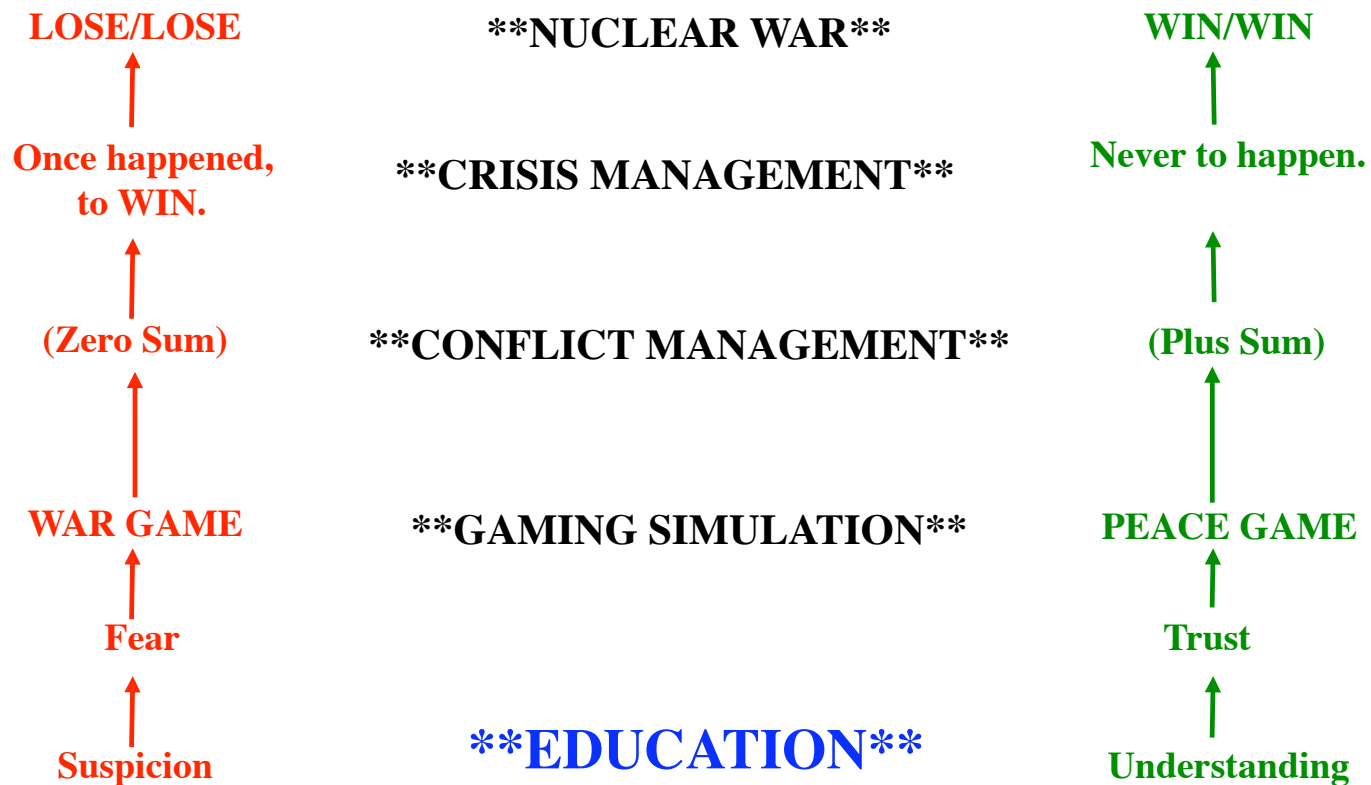 LOSE/LOSE
**NUCLEAR WAR**
WIN/WIN
Once happened,
to WIN.
**CRISIS MANAGEMENT**
Never to happen.
(Zero Sum)
**CONFLICT MANAGEMENT**
(Plus Sum)
WAR GAME
**GAMING SIMULATION**
PEACE GAME
Fear
Trust
Suspicion
**EDUCATION**
Understanding